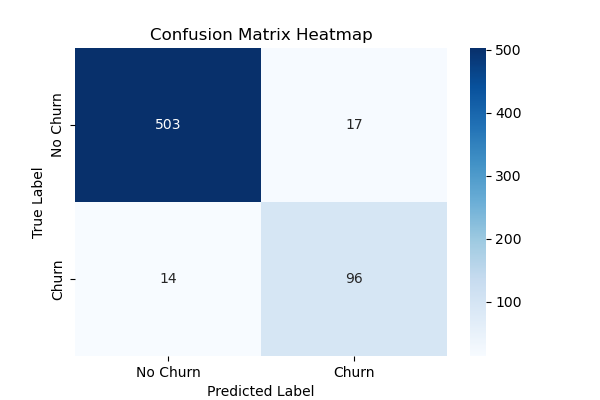 Confusion Matrix Heatmap
True Label
No Churn
503
17
Churn
14
96
No Churn
Churn
Predicted Label
500
400
300
200
100